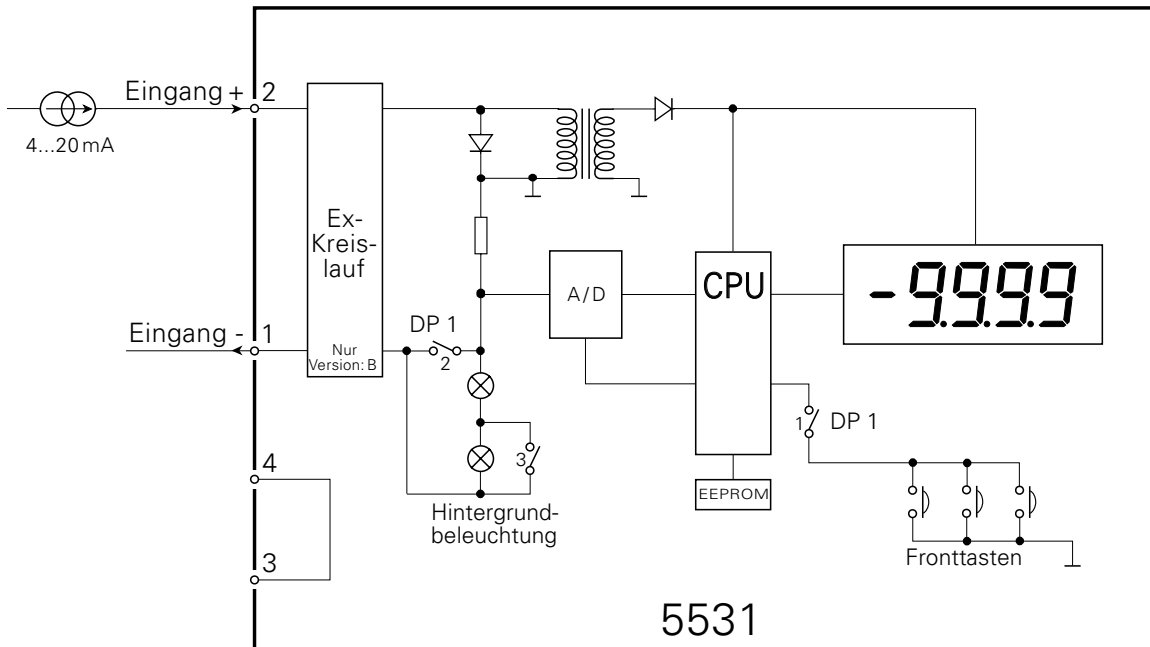 Eingang + 2
4...20 mA
Ex-
Kreis-
lauf
Nur
Version: B
Eingang - 1
DP 1
2
3
Hintergrund-
beleuchtung
A/D
CPU
EEPROM
-9.9.9.9
1 DP 1
Fronttasten
4
3
5531